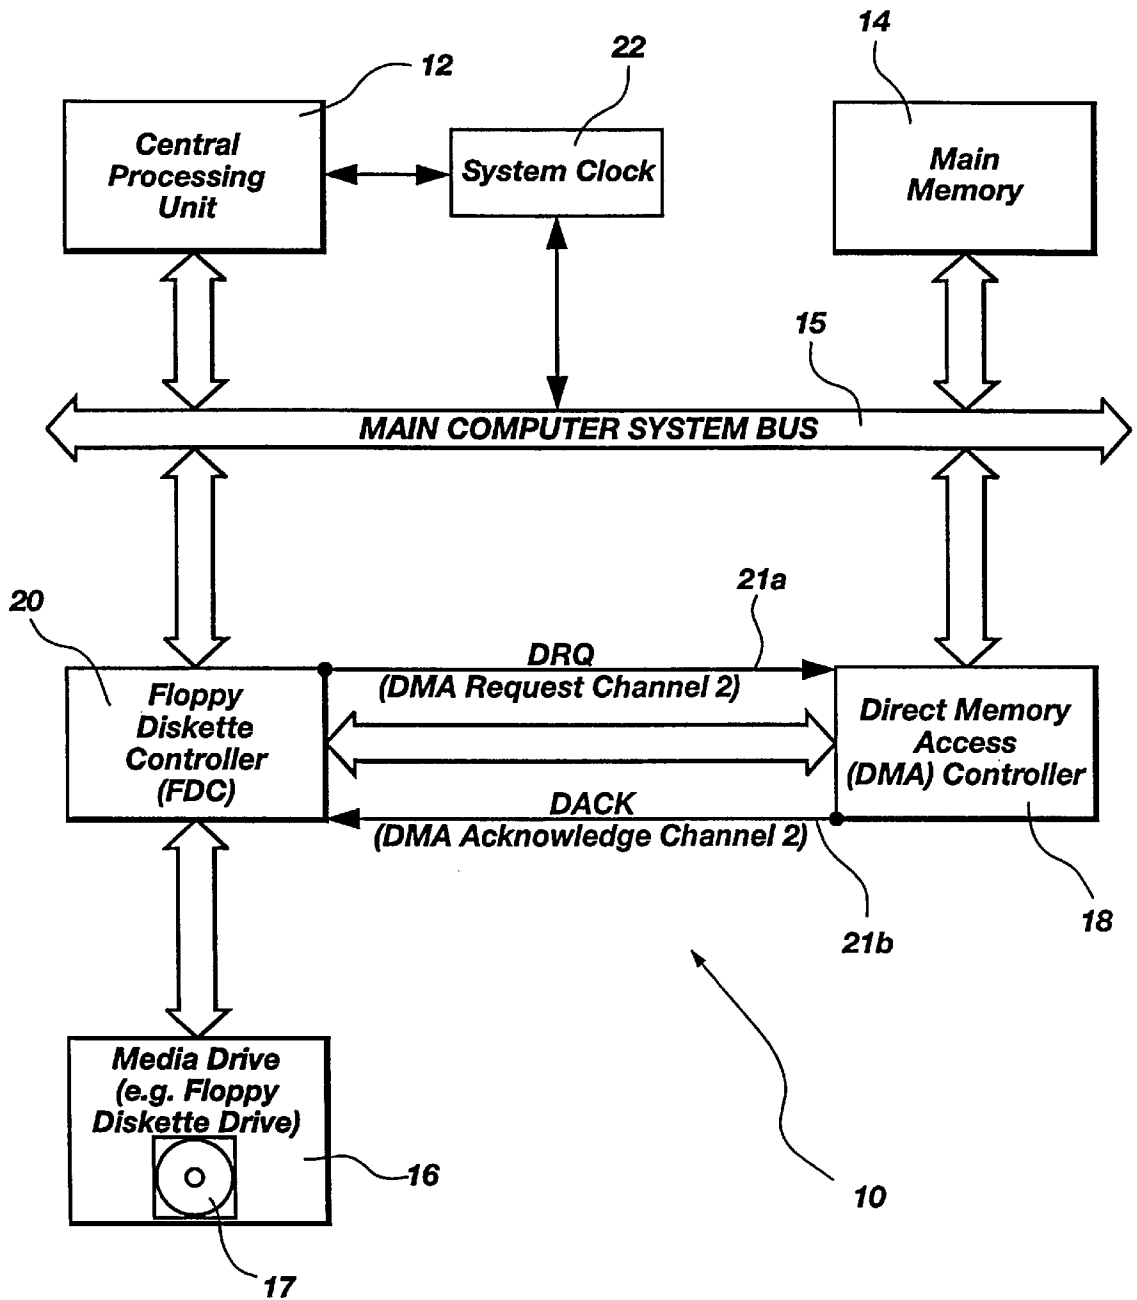 12
22
14
Central
Processing
Unit
System Clock
Main
Memory
15
MAIN COMPUTER SYSTEM BUS
20
21a
DRQ
(DMA Request Channel 2)
Floppy
Diskette
Controller
(FDC)
Direct Memory
Access
(DMA) Controller
DACK
(DMA Acknowledge Channel 2)
18
21b
Media Drive
(e.g. Floppy
Diskette Drive)
16
10
17